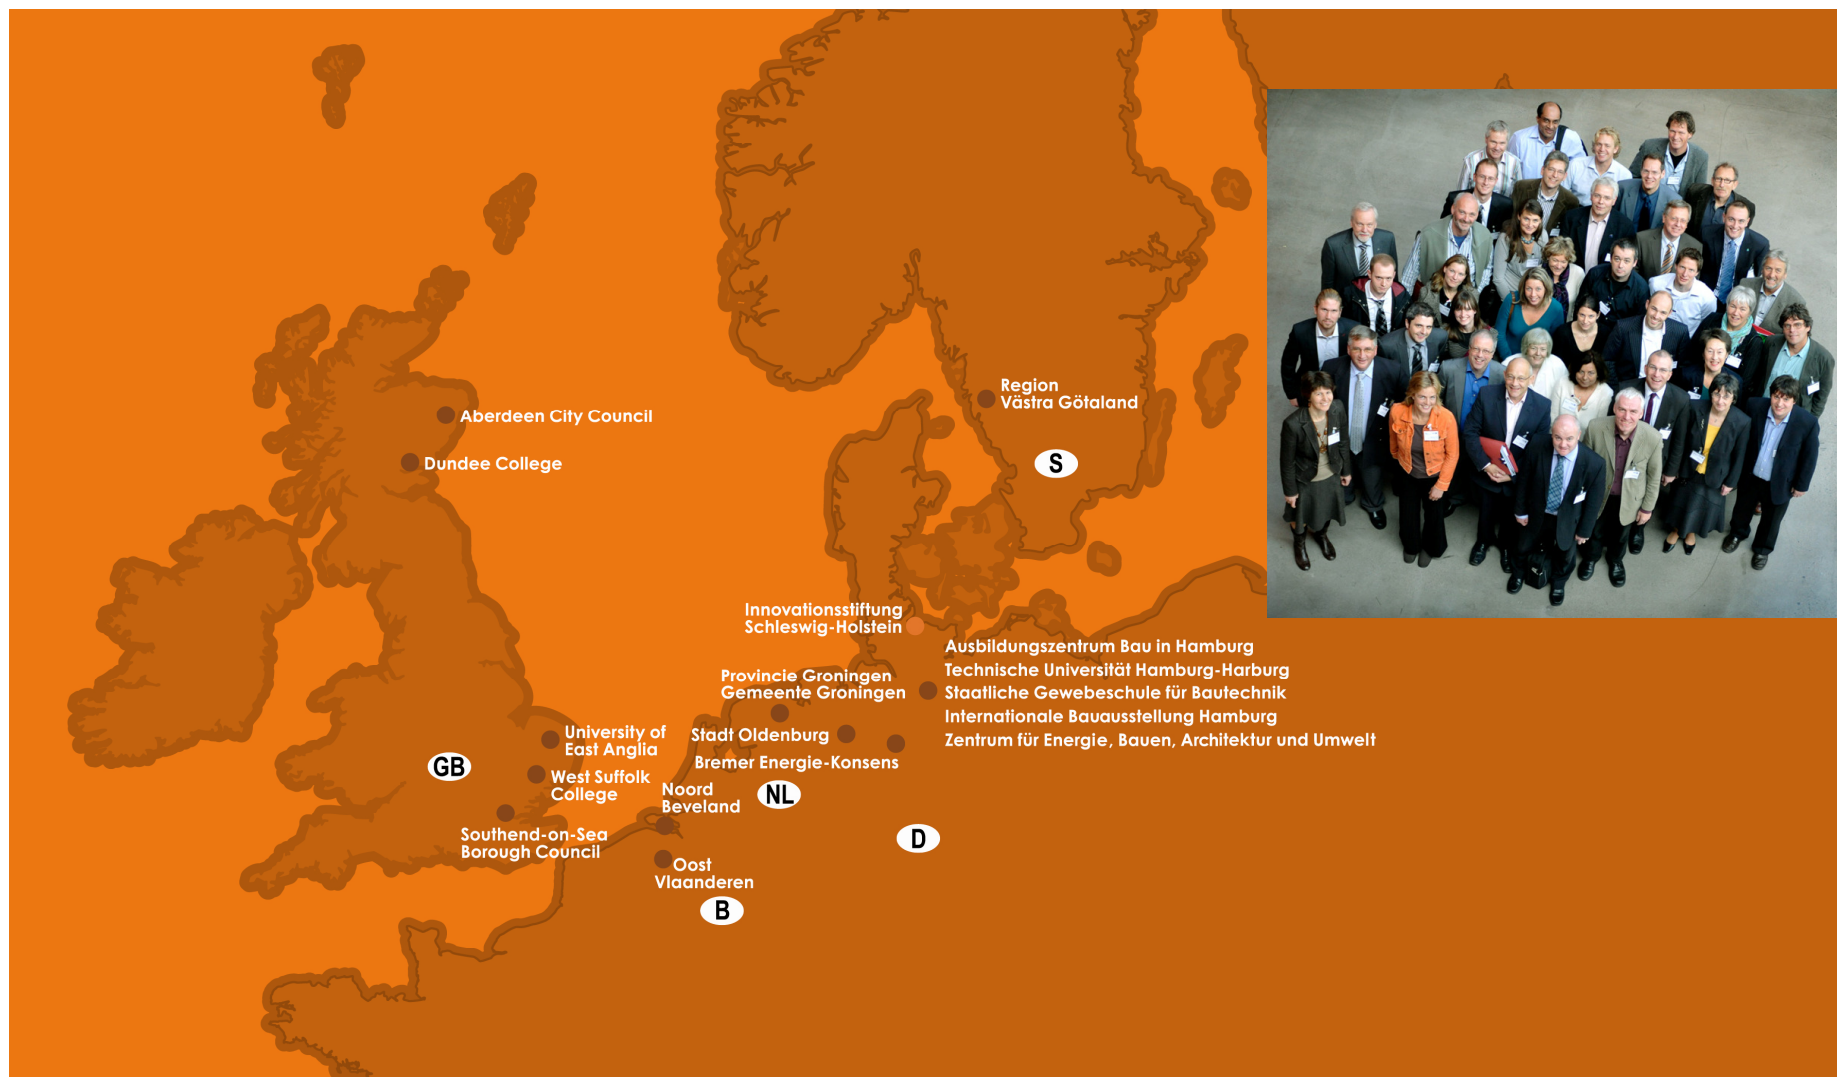 Region
Västra Götaland
Aberdeen City Council
Dundee College
S
Innovationsstiftung
Schleswig-Holstein
Ausbildungszentrum Bau in Hamburg
Technische Universität Hamburg-Harburg
Staatliche Gewebeschule für Bautechnik
Internationale Bauausstellung Hamburg
Zentrum für Energie, Bauen, Architektur und Umwelt
Provincie Groningen
Gemeente Groningen
Stadt Oldenburg
Bremer Energie-Konsens
University of
East Anglia
GB
West Suffolk
College
Noord
Beveland
NL
Southend-on-Sea
Borough Council
D
Oost
Vlaanderen
B